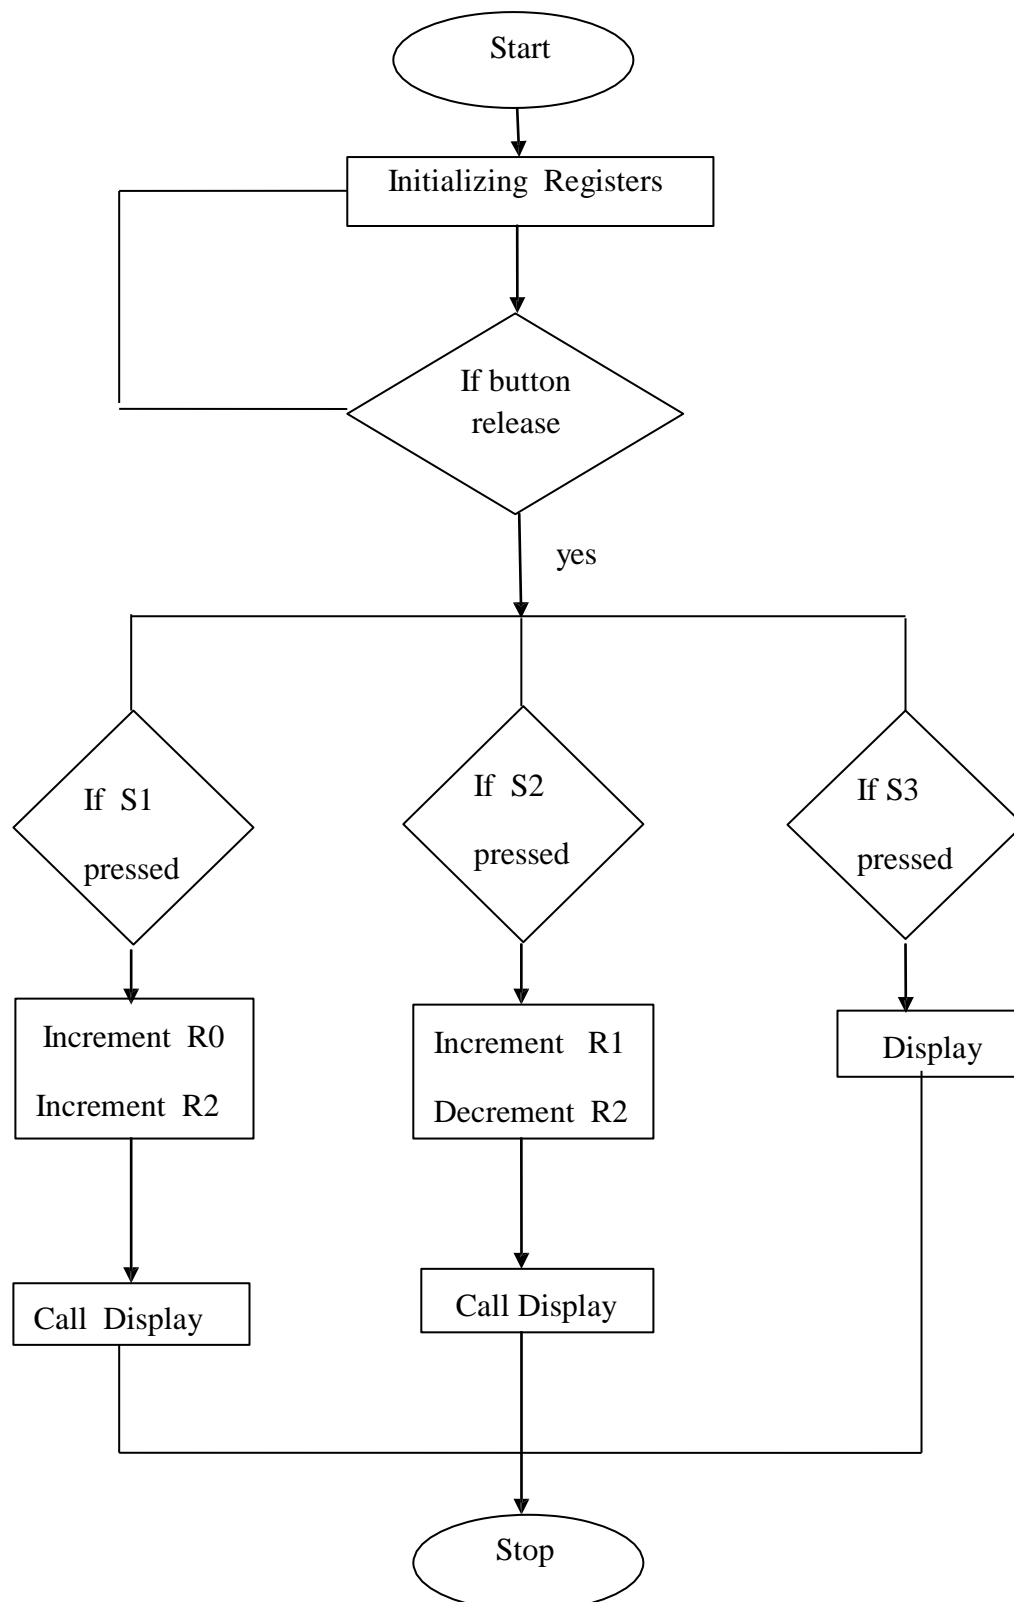 Start
Initializing Registers
If button
release
yes
If S1
pressed
If S2
pressed
If S3
pressed
Increment R0
Increment R2
Increment R1
Decrement R2
Display
Call Display
Call Display
Stop